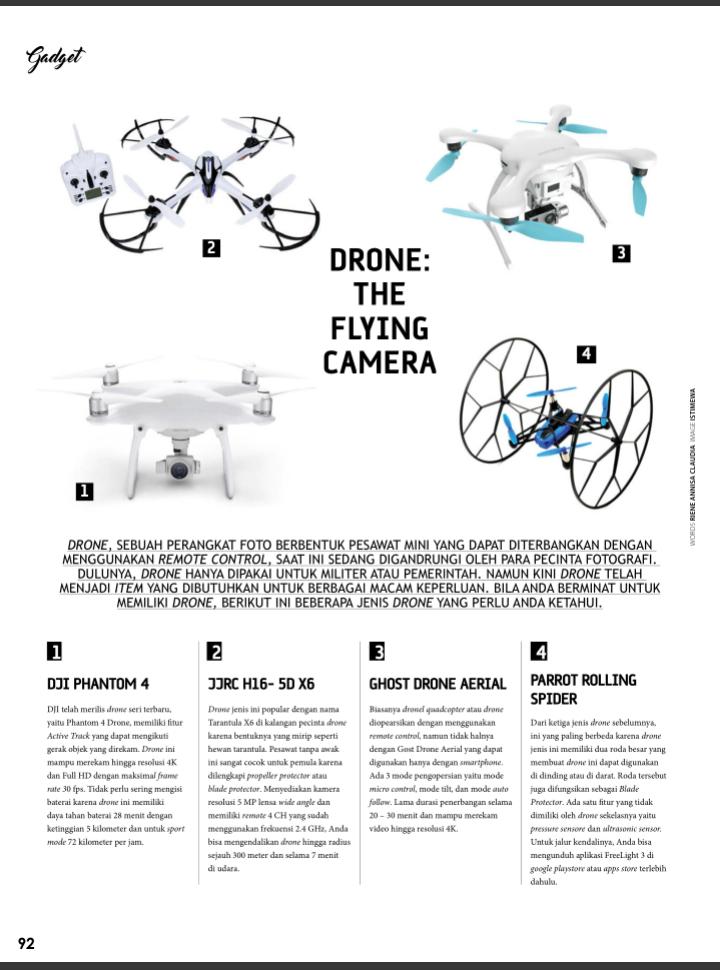 Gadget
2
3
DRONE:
THE
FLYING
CAMERA
4
1
WORDS RIENE ANNISA CLAUDIA IMAGE ISTIMEWA
DRONE, SEBUAH PERANGKAT FOTO BERBENTUK PESAWAT MINI YANG DAPAT DITERBANGKAN DENGAN
MENGGUNAKAN REMOTE CONTROL, SAAT INI SEDANG DIGANDRUNGI OLEH PARA PECINTA FOTOGRAFI.
DULUNYA, DRONE HANYA DIPAKAI UNTUK MILITER ATAU PEMERINTAH. NAMUN KINI DRONE TELAH
MENJADI ITEM YANG DIBUTUHKAN UNTUK BERBAGAI MACAM KEPERLUAN. BILA ANDA BERMINAT UNTUK
MEMILIKI DRONE, BERIKUT INI BEBERAPA JENIS DRONE YANG PERLU ANDA KETAHUI.
1
DJI PHANTOM 4
DJI telah merilis drone seri terbaru,
yaitu Phantom 4 Drone, memiliki fitur
Active Track yang dapat mengikuti
gerak objek yang direkam. Drone ini
mampu merekam hingga resolusi 4K
dan Full HD dengan maksimal frame
rate 30 fps. Tidak perlu sering mengisi
baterai karena drone ini memiliki
daya tahan baterai 28 menit dengan
ketinggian 5 kilometer dan untuk sport
mode 72 kilometer per jam.
2
JJRC H16- 5D X6
Drone jenis ini popular dengan nama
Tarantula X6 di kalangan pecinta drone
karena bentuknya yang mirip seperti
hewan tarantula. Pesawat tanpa awak
ini sangat cocok untuk pemula karena
dilengkapi propeller protector atau
blade protector. Menyediakan kamera
resolusi 5 MP lensa wide angle dan
memiliki remote 4 CH yang sudah
menggunakan frekuensi 2.4 GHz, Anda
bisa mengendalikan drone hingga radius
sejauh 300 meter dan selama 7 menit
di udara.
3
GHOST DRONE AERIAL
Biasanya dronel quadcopter atau drone
diopearsikan dengan menggunakan
remote control, namun tidak halnya
dengan Gost Drone Aerial yang dapat
digunakan hanya dengan smartphone.
Ada 3 mode pengopersian yaitu mode
micro control, mode tilt, dan mode auto
follow. Lama durasi penerbangan selama
20 – 30 menit dan mampu merekam
video hingga resolusi 4K.
4
PARROT ROLLING
SPIDER
Dari ketiga jenis drone sebelumnya,
ini yang paling berbeda karena drone
jenis ini memiliki dua roda besar yang
membuat drone ini dapat digunakan
di dinding atau di darat. Roda tersebut
juga difungsikan sebagai Blade
Protector. Ada satu fitur yang tidak
dimiliki oleh drone sekelasnya yaitu
pressure sensor dan ultrasonic sensor.
Untuk jalur kendalinya, Anda bisa
mengunduh aplikasi FreeLight 3 di
google playstore atau apps store terlebih
dahulu.
92